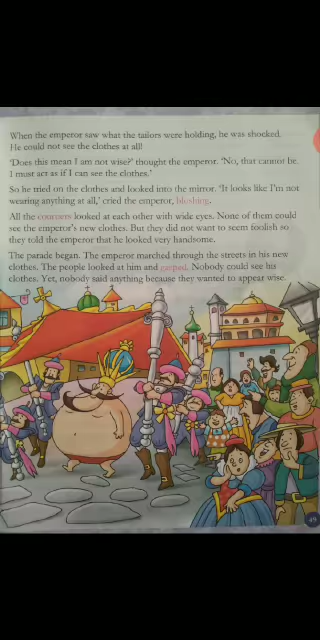 When the emperor saw what the tailors were holding, he was shocked.
He could not see the clothes at all!
'Does this mean I am not wise?' thought the emperor. 'No, that cannot be.
I must act as if I can see the clothes.'
So he tried on the clothes and looked into the mirror. 'It looks like I'm not
wearing anything at all,' cried the emperor, blushing.
All the courtiers looked at each other with wide eyes. None of them could
see the emperor's new clothes. But they did not want to seem foolish so
they told the emperor that he looked very handsome.
The parade began. The emperor marched through the streets in his new
clothes. The people looked at him and gasped. Nobody could see his
clothes. Yet, nobody said anything because they wanted to appear wise.
49